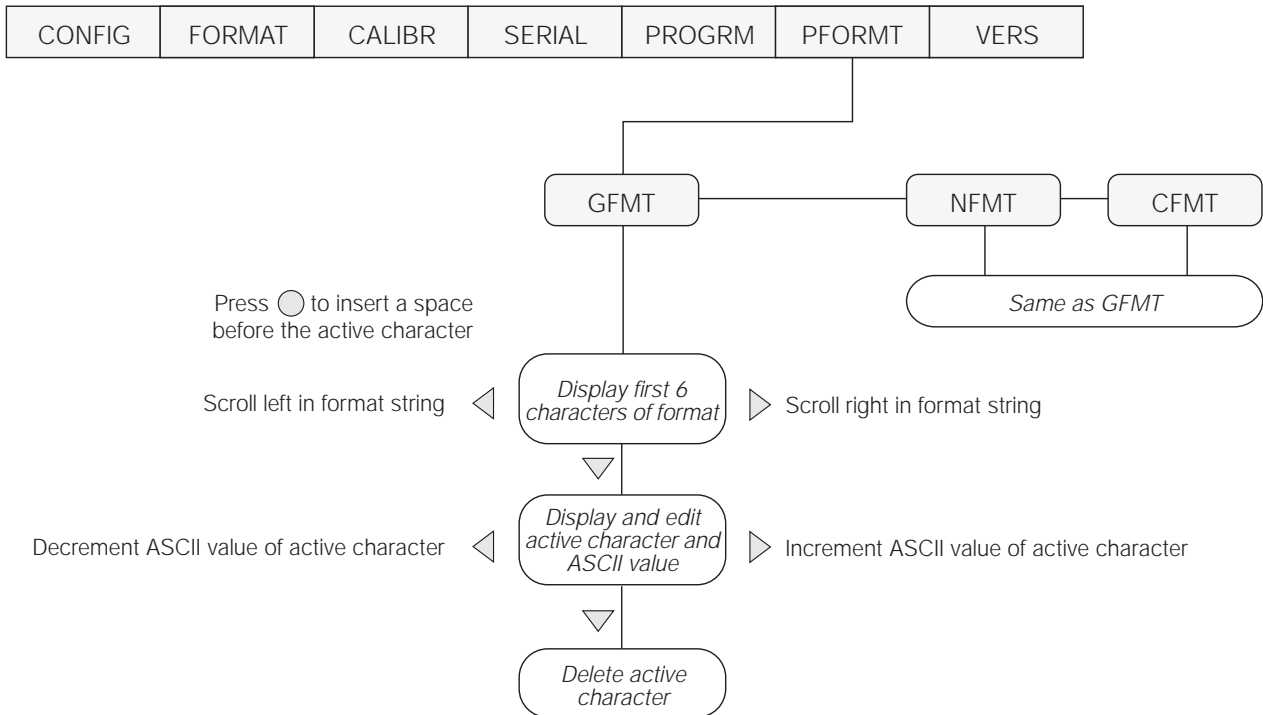 CONFIG FORMAT CALIBR SERIAL PROGRM PFORMT VERS
GFMT NFMT CFMT
Same as GFMT
Press to insert a space
before the active character
Display first 6
characters of format
Scroll left in format string
Scroll right in format string
Display and edit
active character and
ASCII value
Decrement ASCII value of active character
Increment ASCII value of active character
Delete active
character